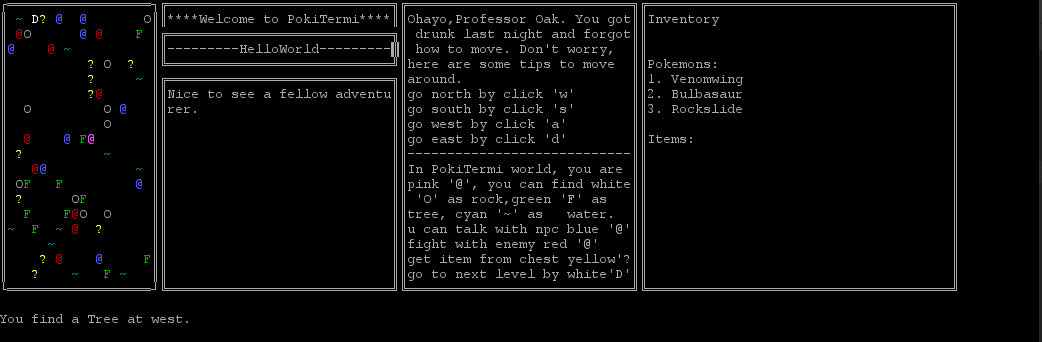 ~ D? @ @ O
@O @ @ F
@ @ ~
? O ?
? ~
?@
O O @
O
@ @ F@
? ~
@@ ~
OF F @
? OF
F F@O O
~ F ~ @ ?
~
? @ @ F
? ~ F ~
****Welcome to PokiTermi****
---------HelloWorld---------
Nice to see a fellow adventu
rer.
Ohayo,Professor Oak. You got
drunk last night and forgot
how to move. Don't worry,
here are some tips to move
around.
go north by click 'w'
go south by click 's'
go west by click 'a'
go east by click 'd'
----------------------------
In PokiTermi world, you are
pink '@', you can find white
'O' as rock,green 'F' as
tree, cyan '~' as   water.
u can talk with npc blue '@'
fight with enemy red '@'
get item from chest yellow'?
go to next level by white'D'
Inventory
Pokemons:
1. Venomwing
2. Bulbasaur
3. Rockslide
Items:
You find a Tree at west.